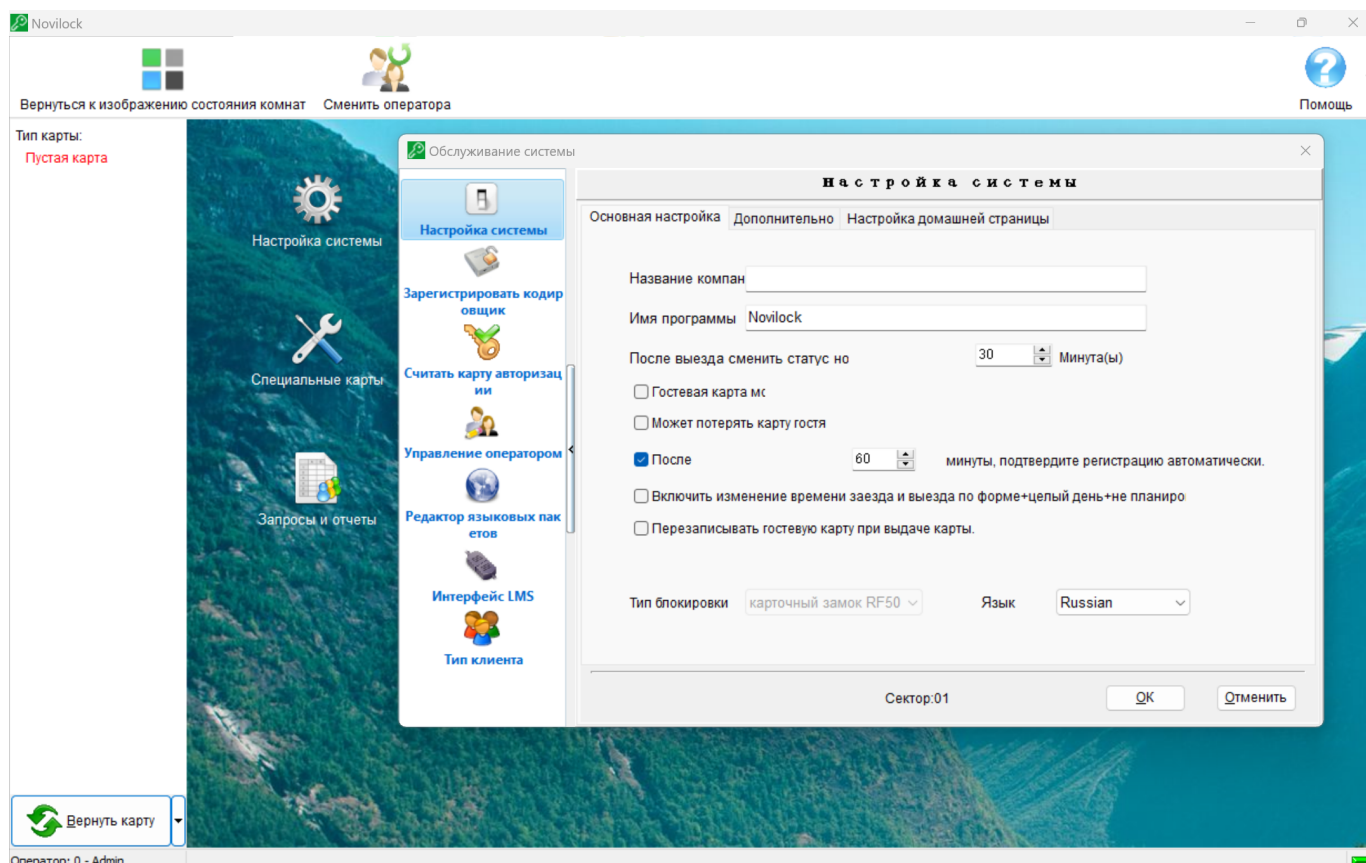 Novilock
Вернуться к изображению состояния комнат
Сменить оператора
Помощь
Тип карты:
Пустая карта
Настройка системы
Специальные карты
Запросы и отчеты
Обслуживание системы
Настройка системы
Зарегистрировать кодир
овщик
Считать карту авторизац
ии
Управление оператором
Редактор языковых пак
етов
Интерфейс LMS
Тип клиента
Настройка системы
Основная настройка Дополнительно Настройка домашней страницы
Название компан
Имя программы Novilock
После выезда сменить статус но 30 Минута(ы)
Гостевая карта мо
Может потерять карту гостя
После 60 минуты, подтвердите регистрацию автоматически.
Включить изменение времени заезда и выезда по форме+целый день+не планиро
Перезаписывать гостевую карту при выдаче карты.
Тип блокировки карточный замок RF50 Язык Russian
Сектор:01 ОК Отменить
Вернуть карту
Оператор: 0 - Admin